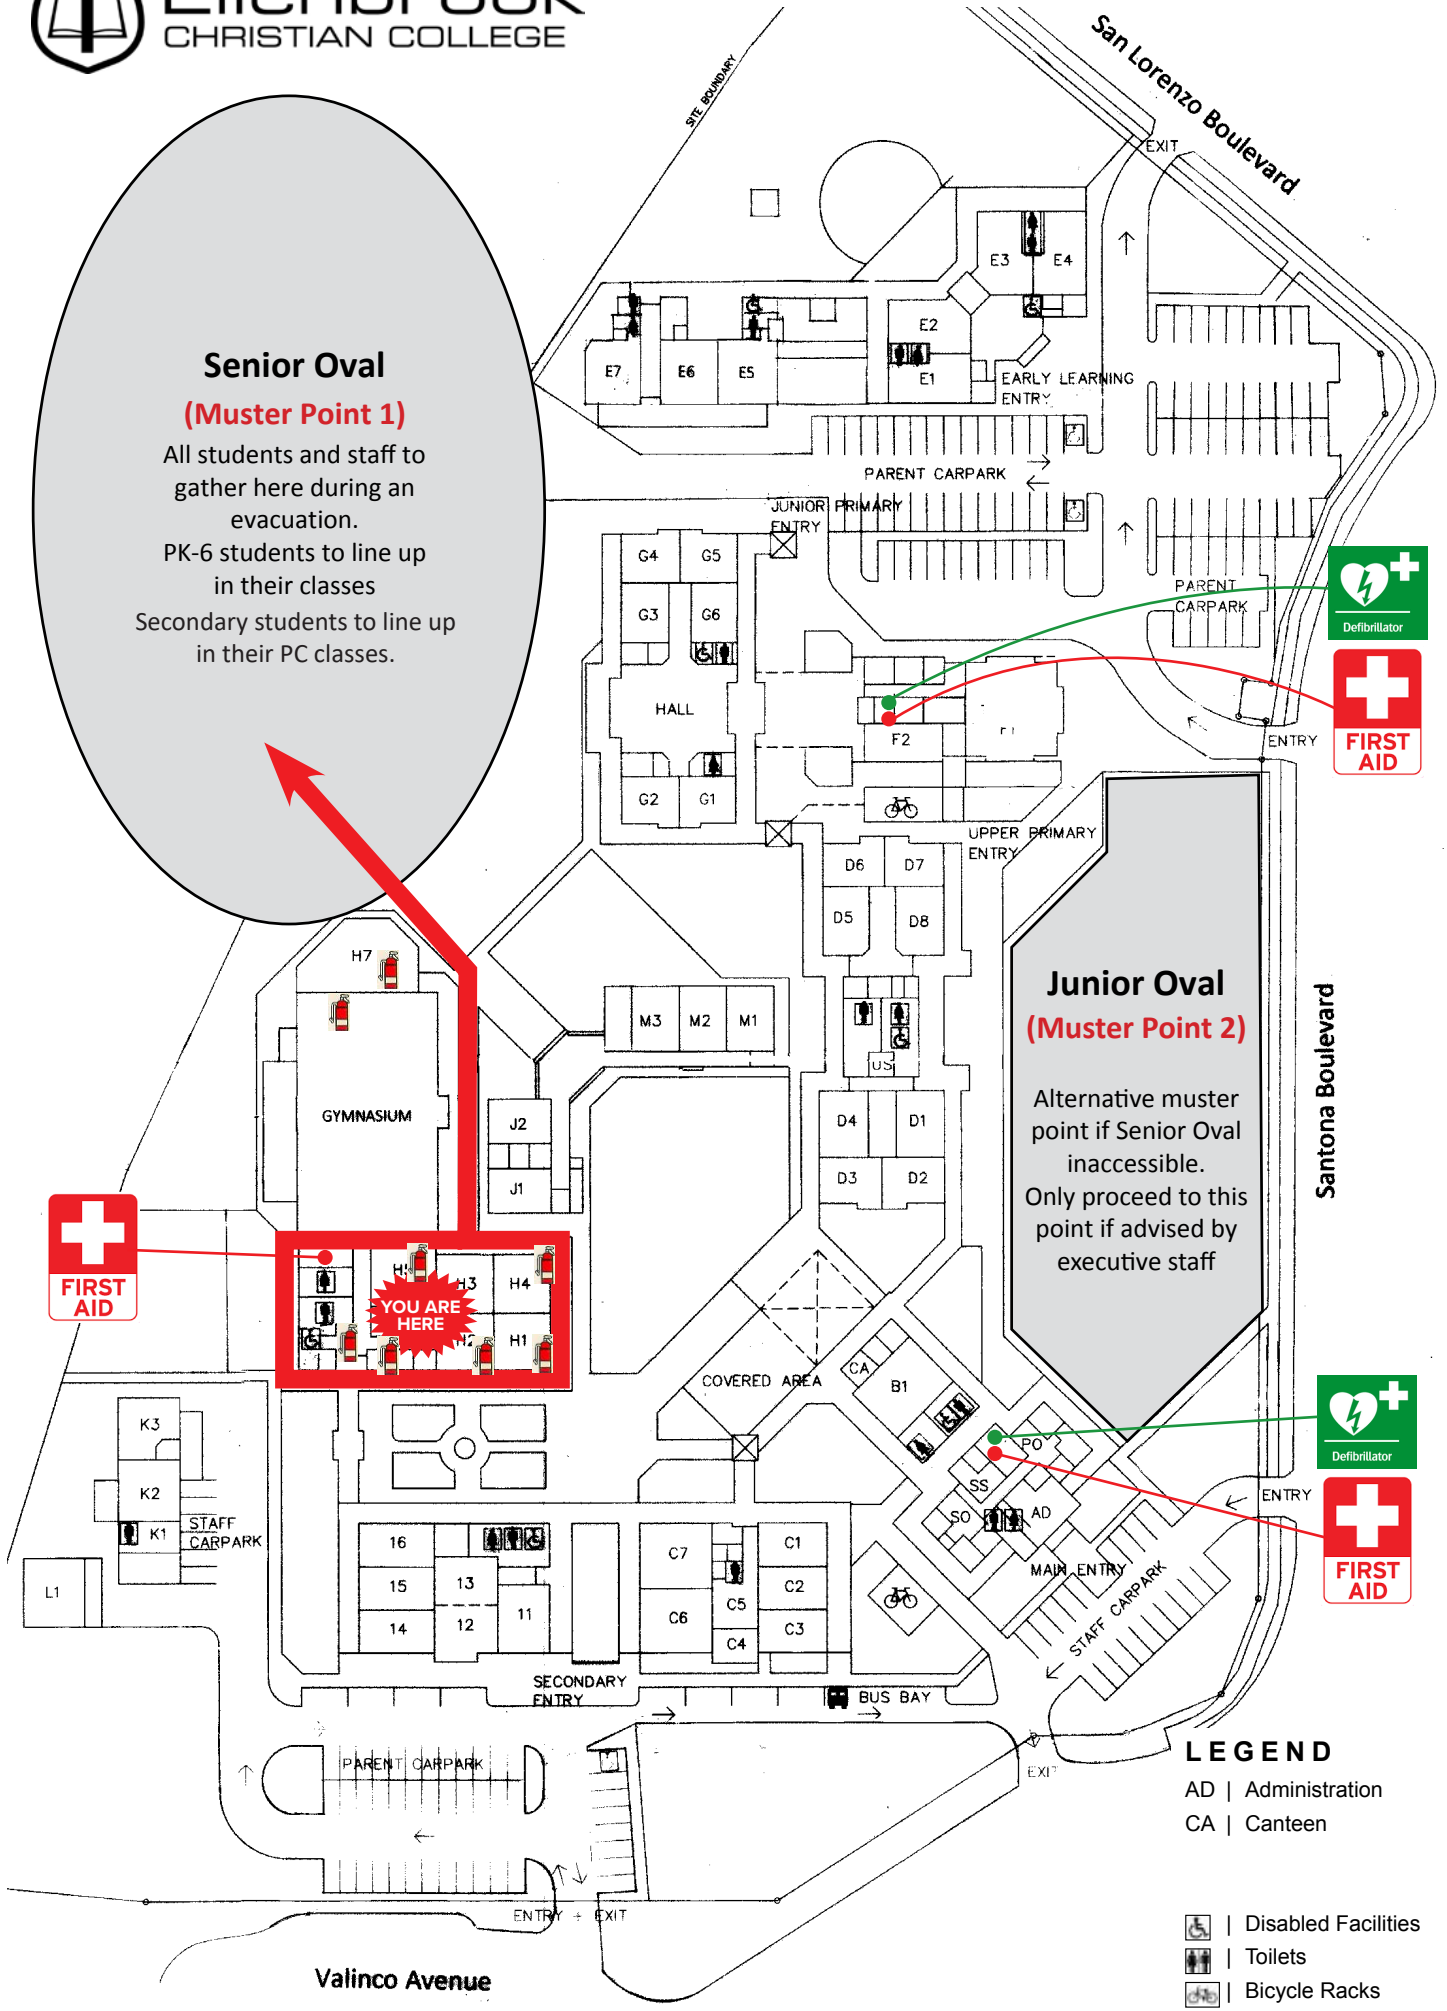 CHRISTIAN COLLEGE
San Lorenzo Boulevard
SITE BOUNDARY
EXIT
Senior Oval
(Muster Point 1)
All students and staff to
gather here during an
evacuation.
PK-6 students to line up
in their classes
Secondary students to line up
in their PC classes.
E3
E4
E2
E1
E7
E6
E5
EARLY LEARNING
ENTRY
PARENT CARPARK
JUNIOR PRIMARY
ENTRY
G4
G5
G3
G6
HALL
G2
G1
PARENT
CARPARK
Defibrillator
FIRST
AID
ENTRY
F2
UPPER PRIMARY
ENTRY
D6
D7
D5
D8
US
D4
D1
D3
D2
Junior Oval
(Muster Point 2)
Alternative muster
point if Senior Oval
inaccessible.
Only proceed to this
point if advised by
executive staff
Santona Boulevard
H7
GYMNASIUM
M3
M2
M1
J2
J1
FIRST
AID
H3
H4
YOU ARE
HERE
H2
H1
COVERED AREA
CA
B1
PO
SS
SO
AD
MAIN ENTRY
STAFF CARPARK
ENTRY
Defibrillator
FIRST
AID
K3
K2
K1
STAFF
CARPARK
L1
16
15
14
13
12
11
C7
C6
C5
C4
C1
C2
C3
SECONDARY
ENTRY
BUS BAY
PARENT CARPARK
EXIT
ENTRY + EXIT
Valinco Avenue
LEGEND
AD | Administration
CA | Canteen
| Disabled Facilities
| Toilets
| Bicycle Racks